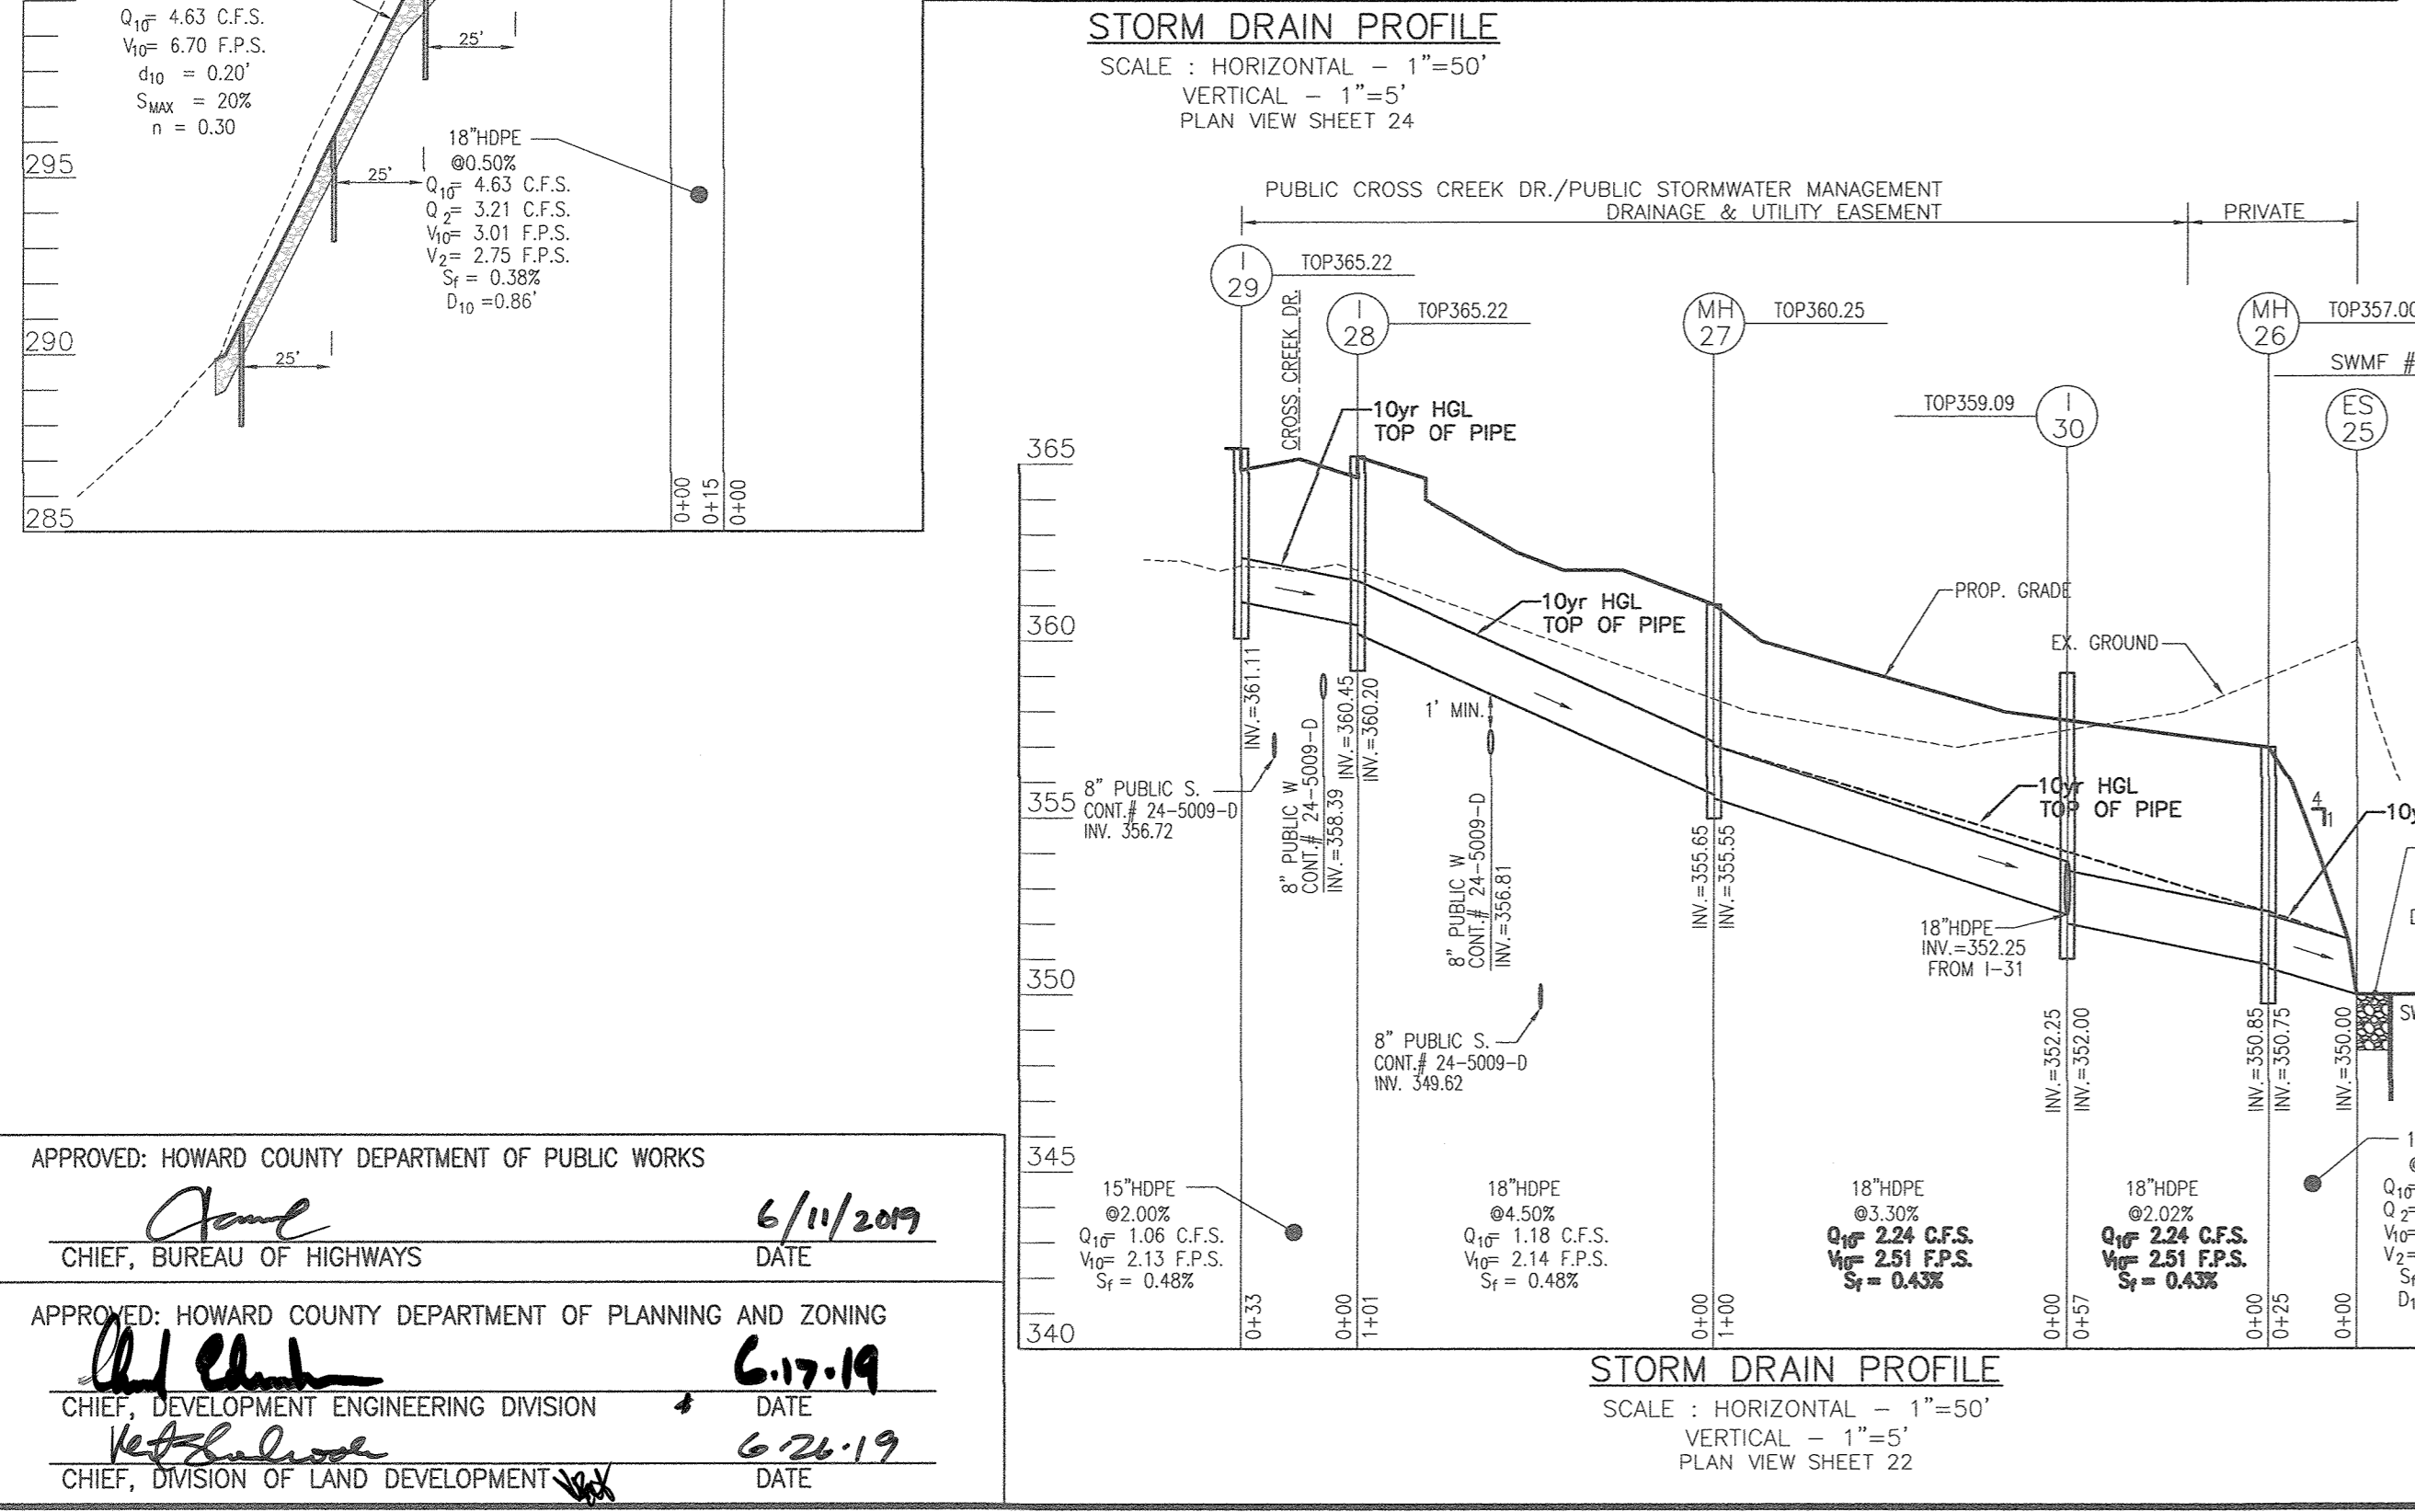 Q10= 4.63 C.F.S.
V10= 6.70 F.P.S.
d10 = 0.20'
SMAX = 20%
n = 0.30
25'
25'
25'
18"HDPE
@0.50%
Q10= 4.63 C.F.S.
Q2= 3.21 C.F.S.
V10= 3.01 F.P.S.
V2= 2.75 F.P.S.
Sf = 0.38%
D10 =0.86'
295
290
285
0+00
0+15
0+00
STORM DRAIN PROFILE
SCALE : HORIZONTAL - 1"=50'
VERTICAL - 1"=5'
PLAN VIEW SHEET 24
PUBLIC CROSS CREEK DR./PUBLIC STORMWATER MANAGEMENT
DRAINAGE & UTILITY EASEMENT
PRIVATE
I
29
TOP365.22
CROSS CREEK DR.
I
28
TOP365.22
MH
27
TOP360.25
I
30
TOP359.09
MH
26
TOP357.00
SWMF #
ES
25
10yr HGL
TOP OF PIPE
10yr HGL
TOP OF PIPE
PROP. GRADE
EX. GROUND
10yr HGL
TOP OF PIPE
4
1
365
360
355
350
345
340
1' MIN.
INV.=361.11
8" PUBLIC S.
CONT.# 24-5009-D
INV. 356.72
8" PUBLIC W
CONT.# 24-5009-D
INV.=358.39
INV.=360.45
INV.=360.20
8" PUBLIC W
CONT.# 24-5009-D
INV.=356.81
8" PUBLIC S.
CONT.# 24-5009-D
INV. 349.62
INV.=355.65
INV.=355.55
18"HDPE
INV.=352.25
FROM I-31
INV.=352.25
INV.=352.00
INV.=350.85
INV.=350.75
INV.=350.00
15"HDPE
@2.00%
Q10= 1.06 C.F.S.
V10= 2.13 F.P.S.
Sf = 0.48%
18"HDPE
@4.50%
Q10= 1.18 C.F.S.
V10= 2.14 F.P.S.
Sf = 0.48%
18"HDPE
@3.30%
Q10= 2.24 C.F.S.
V10= 2.51 F.P.S.
Sf = 0.43%
18"HDPE
@2.02%
Q10= 2.24 C.F.S.
V10= 2.51 F.P.S.
Sf = 0.43%
Q10=
Q2=
V10=
V2=
0+33
0+00
1+01
0+00
1+00
0+00
0+57
0+00
0+25
0+00
STORM DRAIN PROFILE
SCALE : HORIZONTAL - 1"=50'
VERTICAL - 1"=5'
PLAN VIEW SHEET 22
APPROVED: HOWARD COUNTY DEPARTMENT OF PUBLIC WORKS
6/11/2019
CHIEF, BUREAU OF HIGHWAYS DATE
APPROVED: HOWARD COUNTY DEPARTMENT OF PLANNING AND ZONING
6.17.19
CHIEF, DEVELOPMENT ENGINEERING DIVISION DATE
6.26.19
CHIEF, DIVISION OF LAND DEVELOPMENT DATE